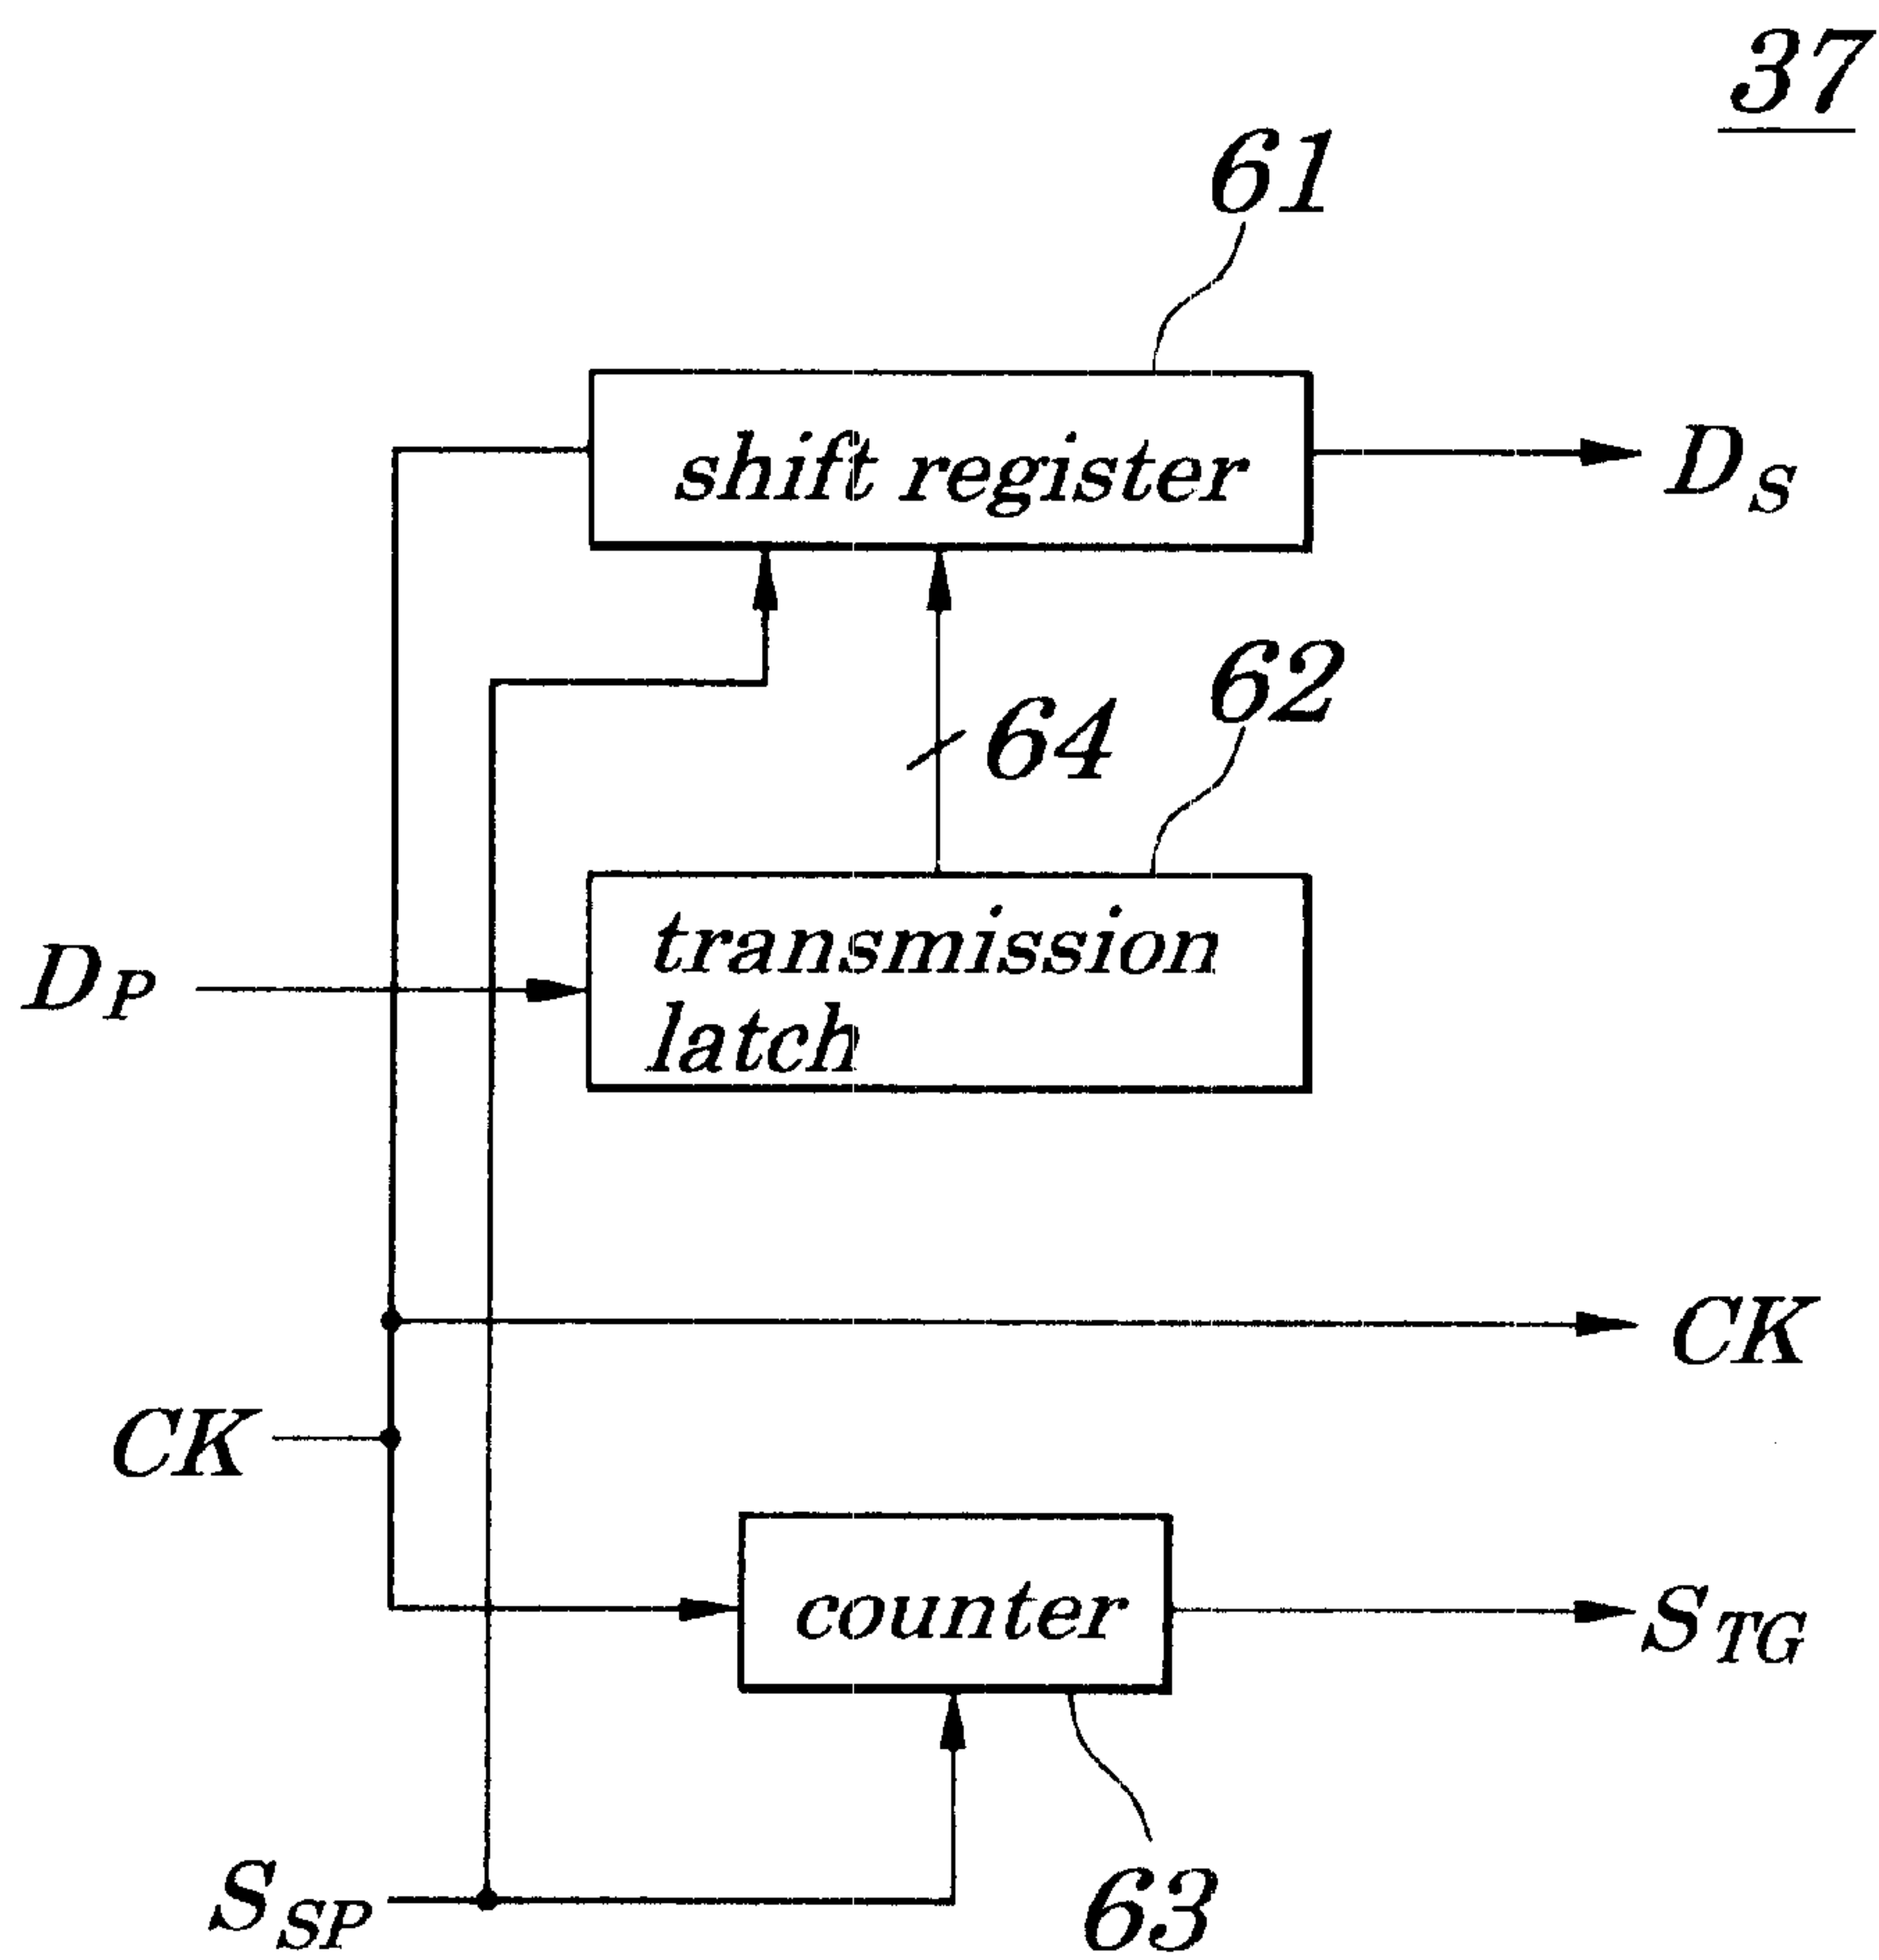 37
61
shift register
D_S
64
62
D_P
transmission
latch
CK
CK
counter
S_TG
S_SP
63